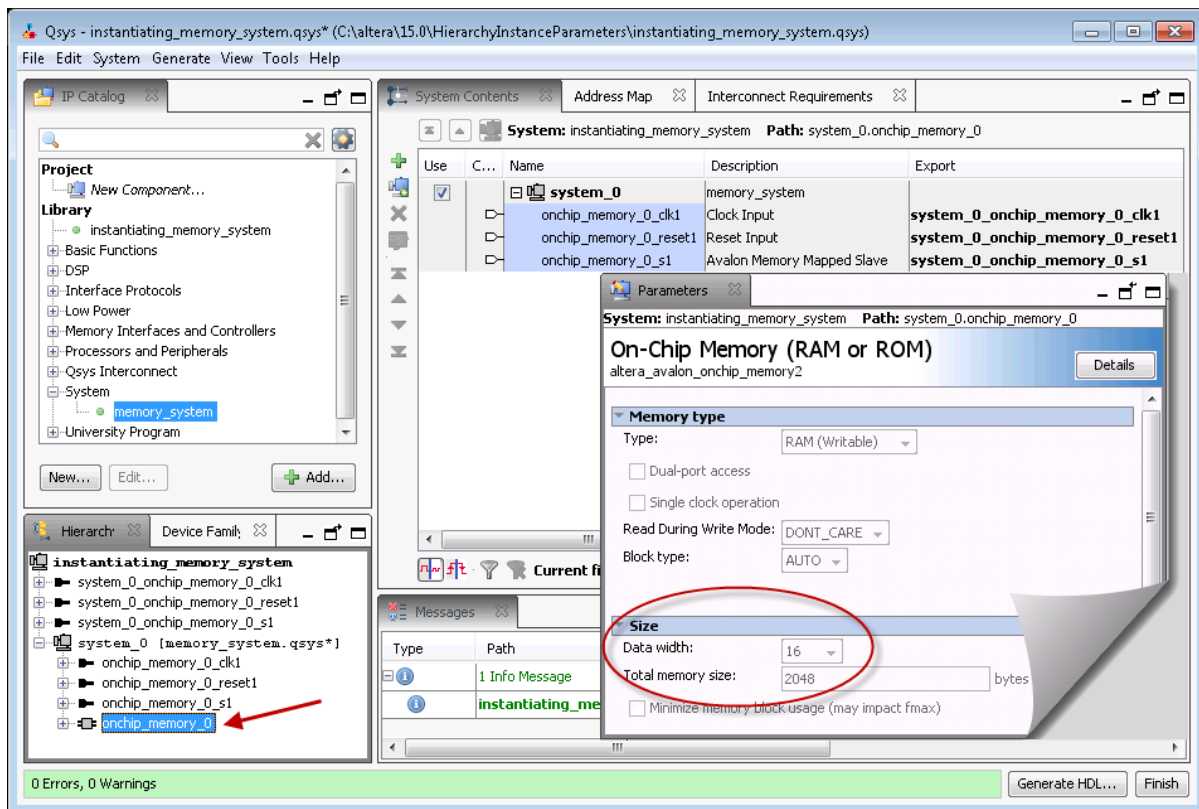 Qsys - instantiating_memory_system.qsys* (C:\altera\15.0\HierarchyInstanceParameters\instantiating_memory_system.qsys)
File Edit System Generate View Tools Help
IP Catalog
Project
New Component...
Library
instantiating_memory_system
Basic Functions
DSP
Interface Protocols
Low Power
Memory Interfaces and Controllers
Processors and Peripherals
Qsys Interconnect
System
memory_system
University Program
New... Edit... Add...
Hierarchy Device Family
instantiating_memory_system
system_0_onchip_memory_0_clk1
system_0_onchip_memory_0_reset1
system_0_onchip_memory_0_s1
system_0 [memory_system.qsys*]
onchip_memory_0_clk1
onchip_memory_0_reset1
onchip_memory_0_s1
onchip_memory_0
System Contents Address Map Interconnect Requirements
System: instantiating_memory_system Path: system_0.onchip_memory_0
Use C... Name Description Export
system_0 memory_system
onchip_memory_0_clk1 Clock Input system_0_onchip_memory_0_clk1
onchip_memory_0_reset1 Reset Input system_0_onchip_memory_0_reset1
onchip_memory_0_s1 Avalon Memory Mapped Slave system_0_onchip_memory_0_s1
Current fi
Messages
Type Path
1 Info Message
instantiating_me
Parameters
System: instantiating_memory_system Path: system_0.onchip_memory_0
On-Chip Memory (RAM or ROM)
altera_avalon_onchip_memory2
Details
Memory type
Type: RAM (Writable)
Dual-port access
Single clock operation
Read During Write Mode: DONT_CARE
Block type: AUTO
Size
Data width: 16
Total memory size: 2048 bytes
Minimize memory block usage (may impact fmax)
0 Errors, 0 Warnings
Generate HDL... Finish